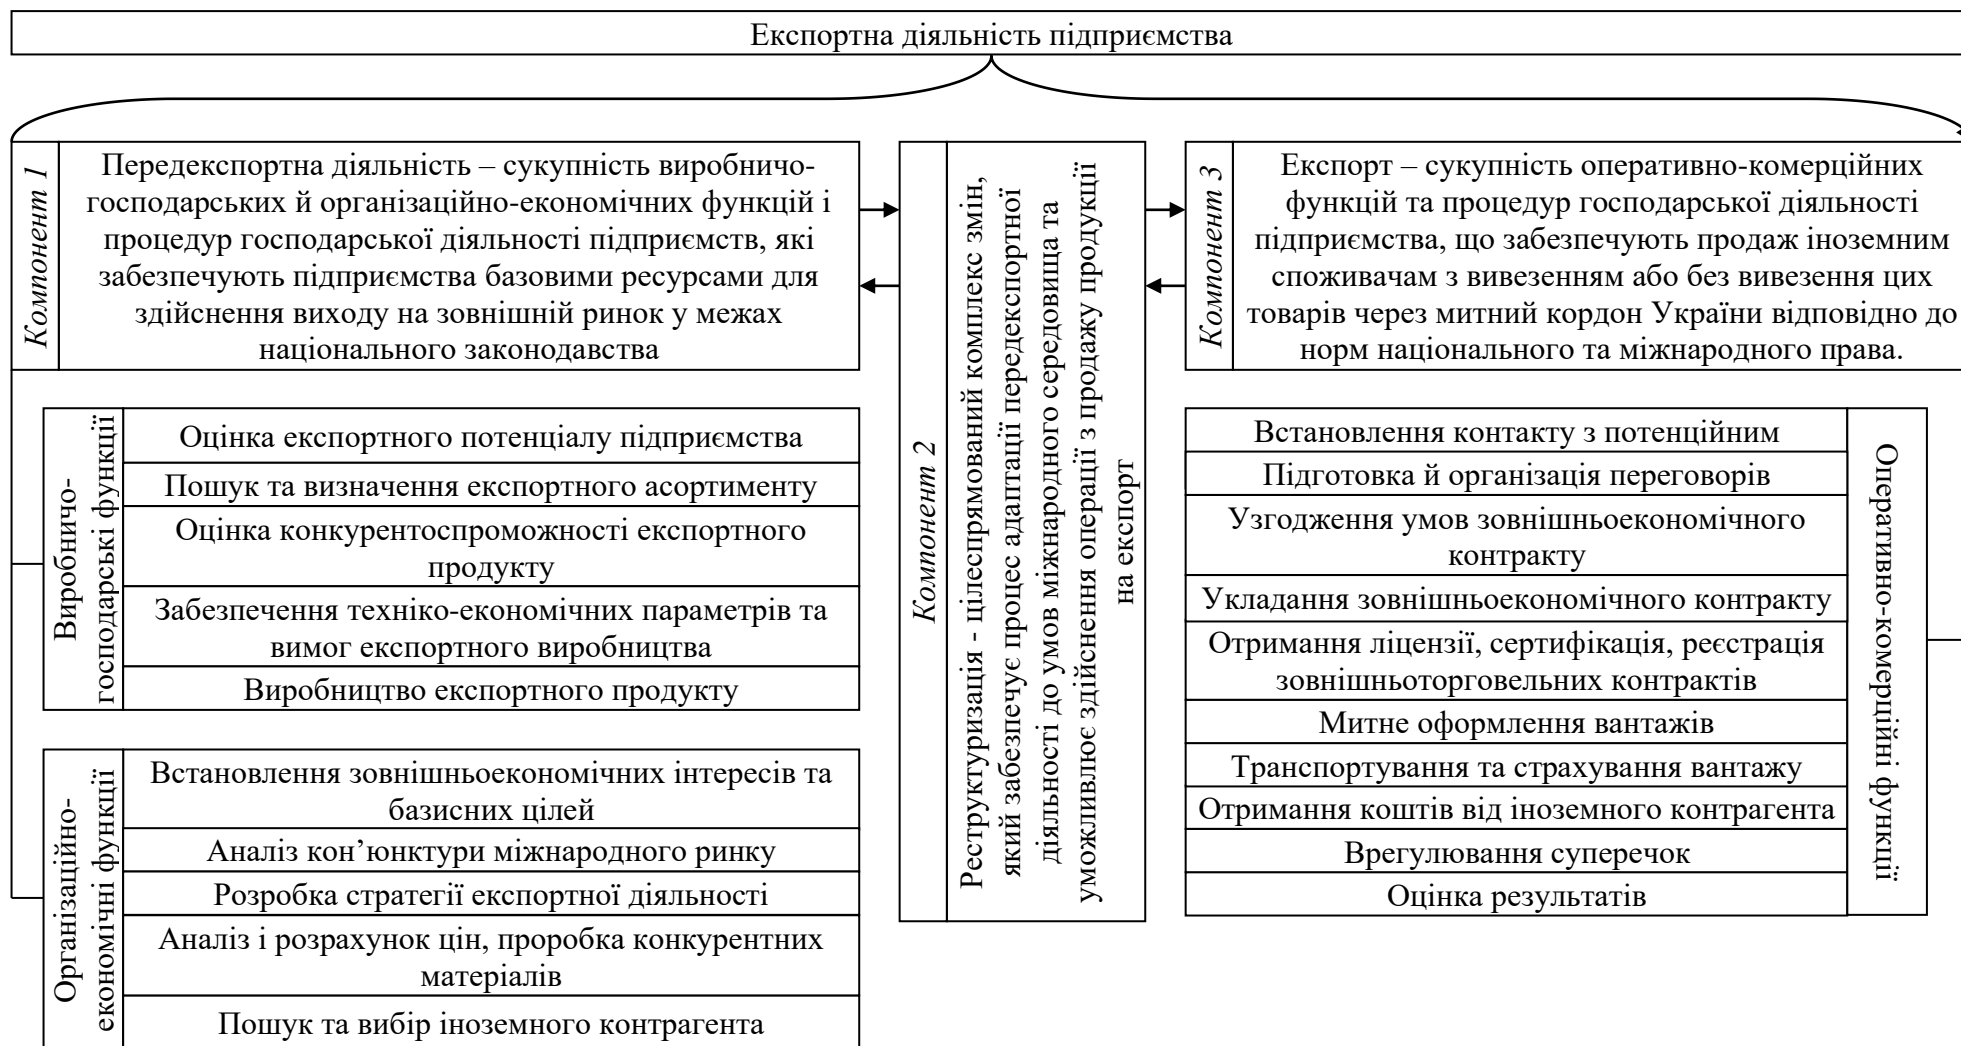 Експортна діяльність підприємства
Компонент 1
Передекспортна діяльність – сукупність виробничо-
господарських й організаційно-економічних функцій і
процедур господарської діяльності підприємств, які
забезпечують підприємства базовими ресурсами для
здійснення виходу на зовнішній ринок у межах
національного законодавства
Виробничо-
господарські функції
Оцінка експортного потенціалу підприємства
Пошук та визначення експортного асортименту
Оцінка конкурентоспроможності експортного
продукту
Забезпечення техніко-економічних параметрів та
вимог експортного виробництва
Виробництво експортного продукту
Організаційно-
економічні функції
Встановлення зовнішньоекономічних інтересів та
базисних цілей
Аналіз кон’юнктури міжнародного ринку
Розробка стратегії експортної діяльності
Аналіз і розрахунок цін, проробка конкурентних
матеріалів
Пошук та вибір іноземного контрагента
Компонент 2
Реструктуризація - цілеспрямований комплекс змін,
який забезпечує процес адаптації передекспортної
діяльності до умов міжнародного середовища та
уможливлює здійснення операції з продажу продукції
на експорт
Компонент 3
Експорт – сукупність оперативно-комерційних
функцій та процедур господарської діяльності
підприємства, що забезпечують продаж іноземним
споживачам з вивезенням або без вивезення цих
товарів через митний кордон України відповідно до
норм національного та міжнародного права.
Встановлення контакту з потенційним
Підготовка й організація переговорів
Узгодження умов зовнішньоекономічного
контракту
Укладання зовнішньоекономічного контракту
Отримання ліцензії, сертифікація, реєстрація
зовнішньоторговельних контрактів
Митне оформлення вантажів
Транспортування та страхування вантажу
Отримання коштів від іноземного контрагента
Врегулювання суперечок
Оцінка результатів
Оперативно-комерційні функції